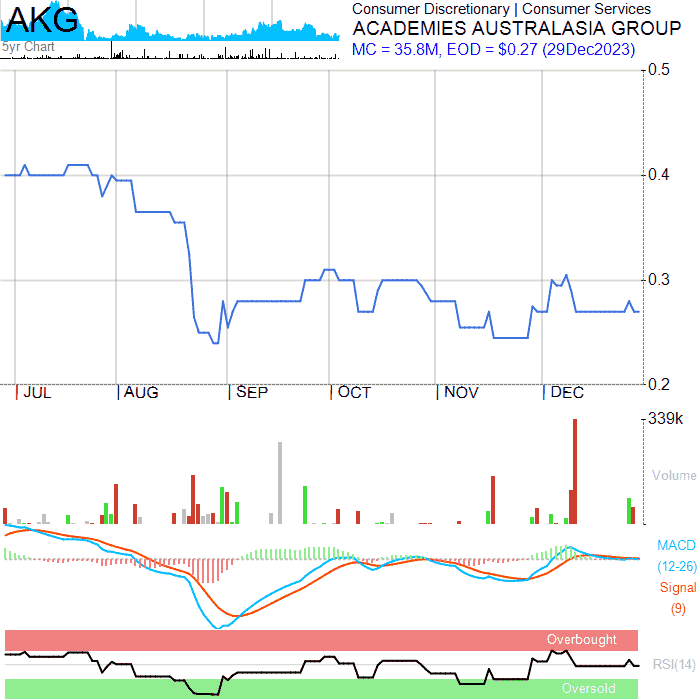 AKG
5yr Chart
Consumer Discretionary | Consumer Services
ACADEMIES AUSTRALASIA GROUP
MC = 35.8M, EOD = $0.27 (29Dec2023)
0.5
0.4
0.3
0.2
JUL AUG SEP OCT NOV DEC
339k
Volume
MACD
(12-26)
Signal
(9)
Overbought
RSI(14)
Oversold